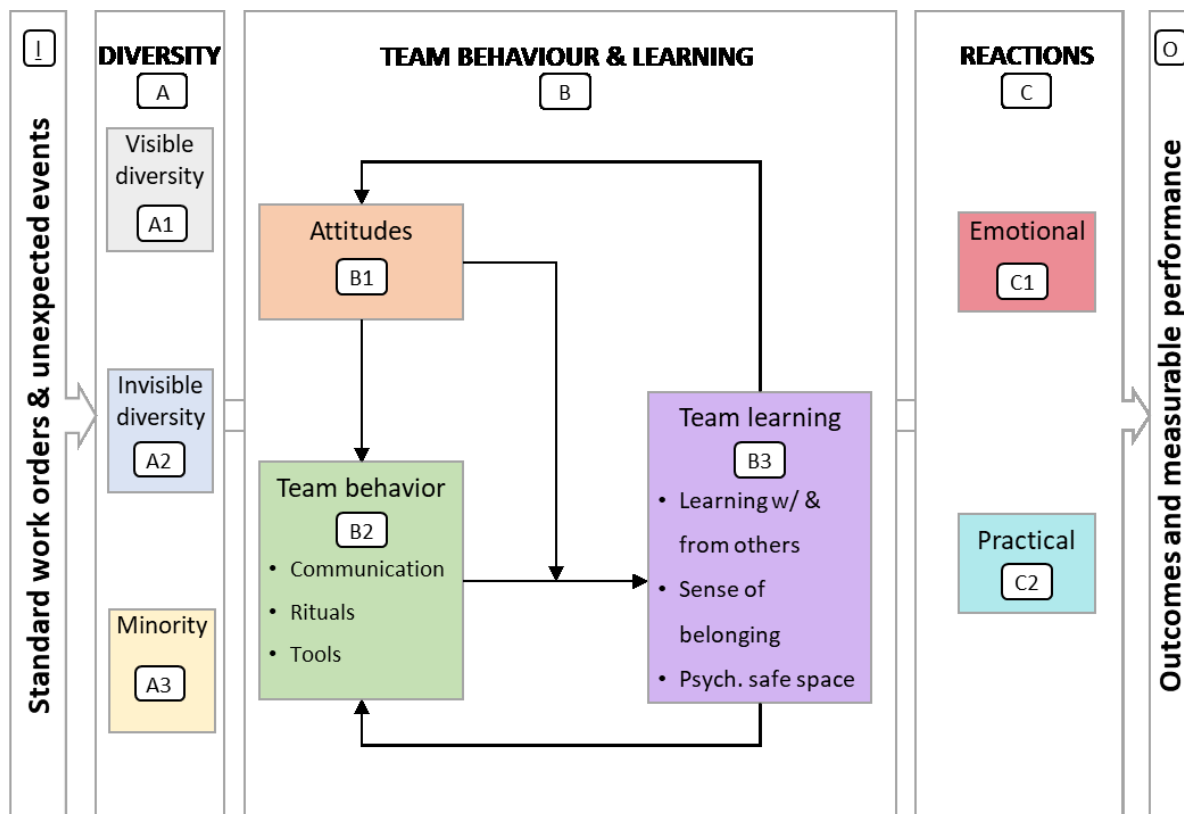 I
Standard work orders & unexpected events
DIVERSITY
A
Visible
diversity
A1
Invisible
diversity
A2
Minority
A3
TEAM BEHAVIOUR & LEARNING
B
Attitudes
B1
Team behavior
B2
• Communication
• Rituals
• Tools
Team learning
B3
• Learning w/ &
from others
• Sense of
belonging
• Psych. safe space
REACTIONS
C
Emotional
C1
Practical
C2
O
Outcomes and measurable performance